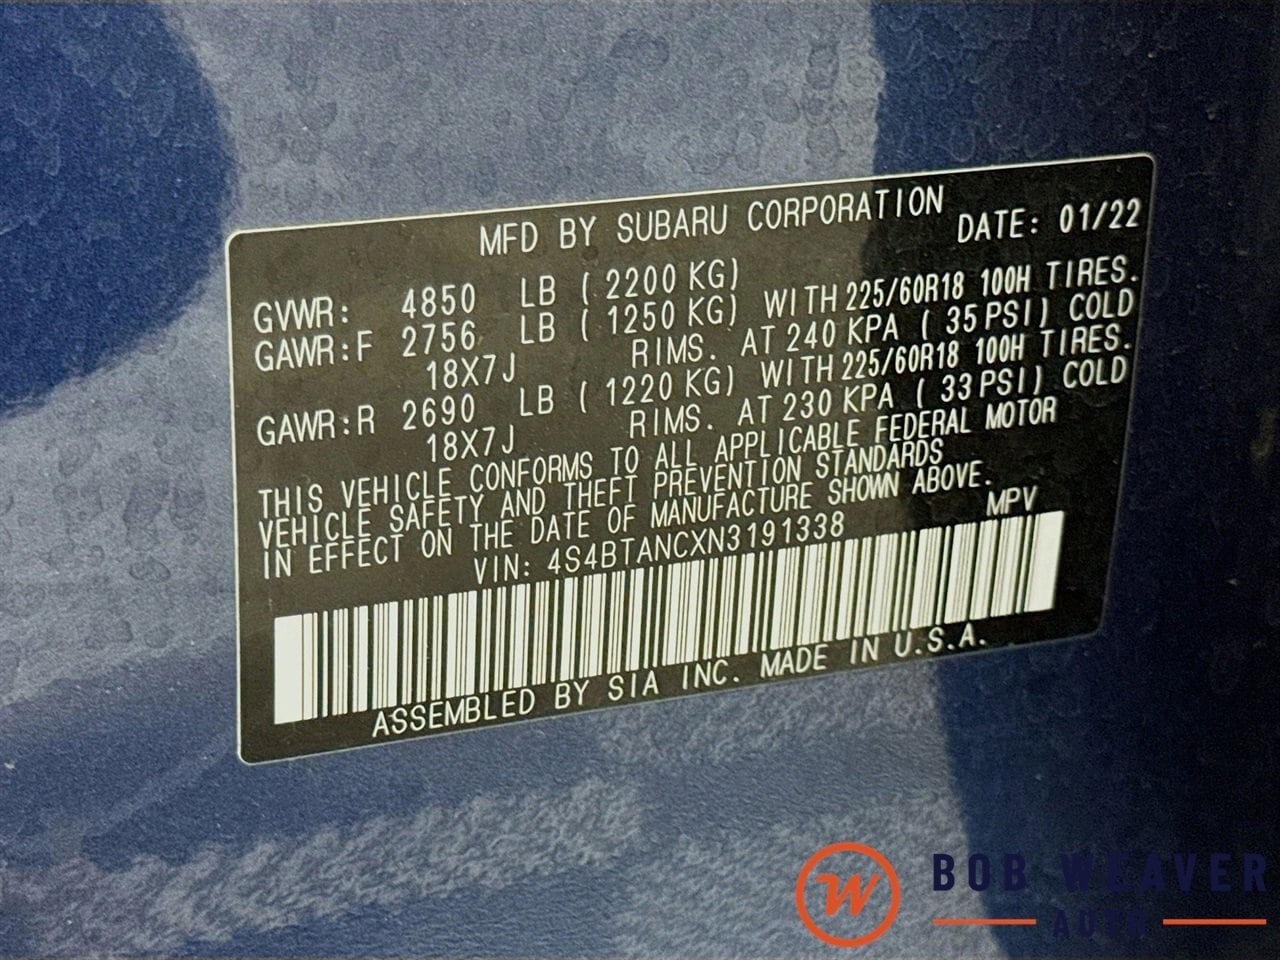 MFD BY SUBARU CORPORATION DATE: 01/22
GVWR: 4850 LB ( 2200 KG)
GAWR:F 2756 LB ( 1250 KG) WITH 225/60R18 100H TIRES.
18X7J RIMS. AT 240 KPA ( 35 PSI) COLD
GAWR:R 2690 LB ( 1220 KG) WITH 225/60R18 100H TIRES.
18X7J RIMS. AT 230 KPA ( 33 PSI) COLD
THIS VEHICLE CONFORMS TO ALL APPLICABLE FEDERAL MOTOR
VEHICLE SAFETY AND THEFT PREVENTION STANDARDS
IN EFFECT ON THE DATE OF MANUFACTURE SHOWN ABOVE.
VIN: 4S4BTANCXN3191338 MPV
ASSEMBLED BY SIA INC. MADE IN U.S.A.
W BOB WEAVER
AUTO